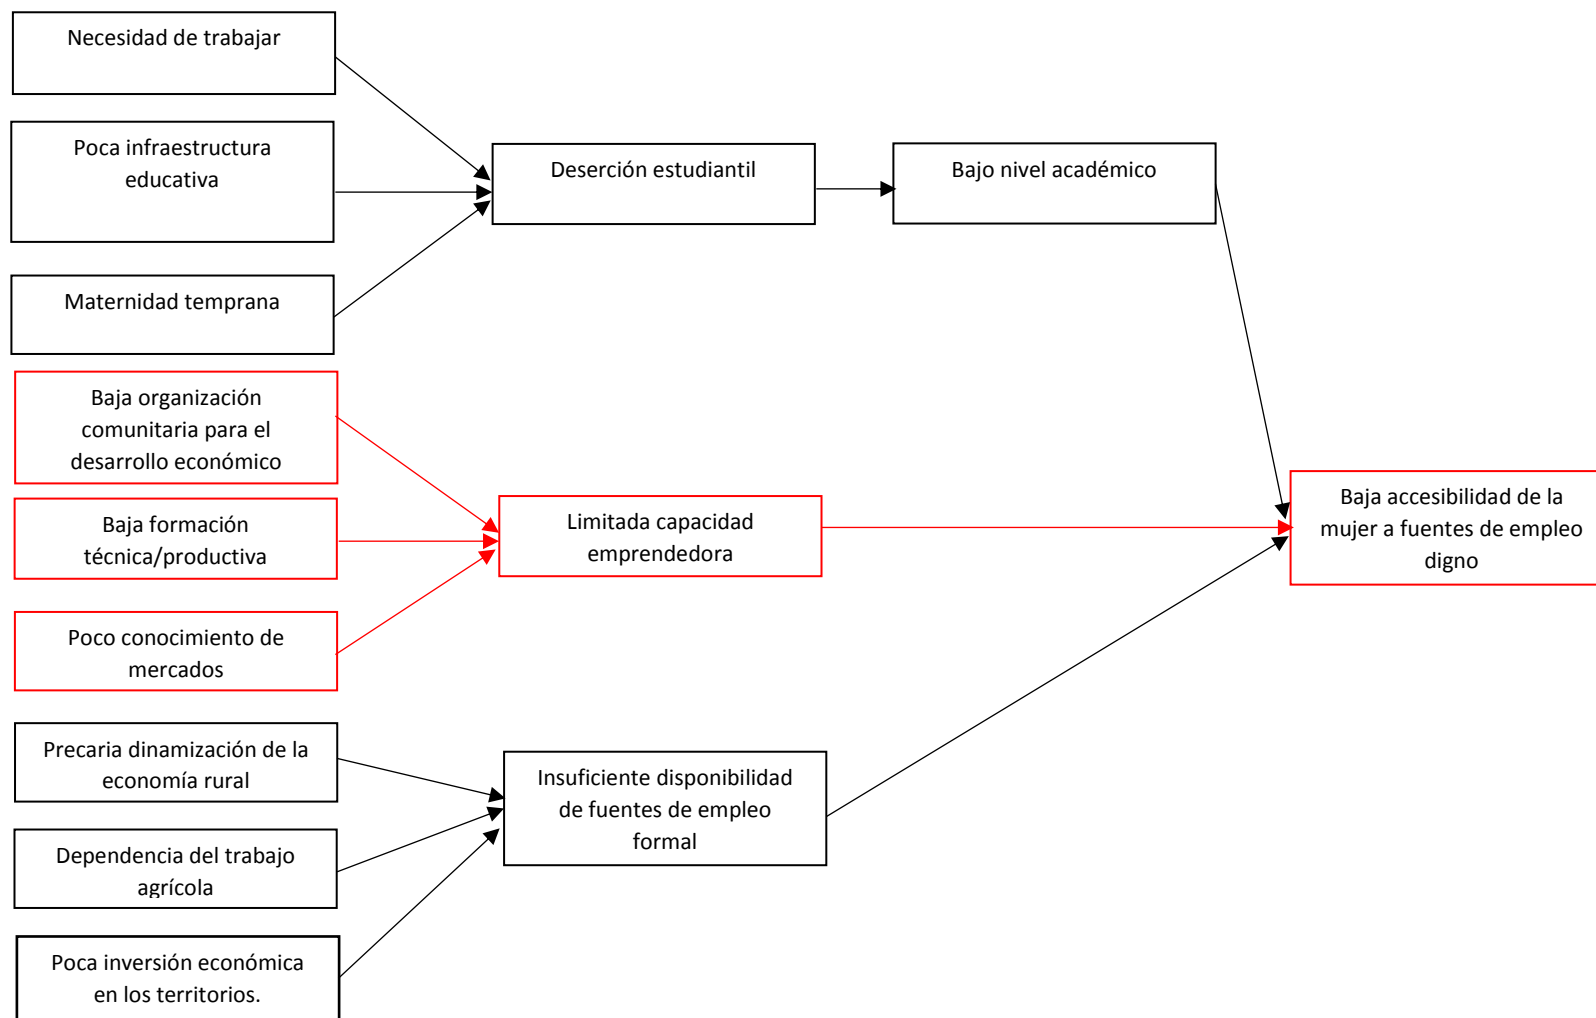 Necesidad de trabajar
Poca infraestructura
educativa
Maternidad temprana
Deserción estudiantil
Bajo nivel académico
Baja organización
comunitaria para el
desarrollo económico
Baja formación
técnica/productiva
Poco conocimiento de
mercados
Limitada capacidad
emprendedora
Baja accesibilidad de la
mujer a fuentes de empleo
digno
Precaria dinamización de la
economía rural
Dependencia del trabajo
agrícola
Poca inversión económica
en los territorios.
Insuficiente disponibilidad
de fuentes de empleo
formal